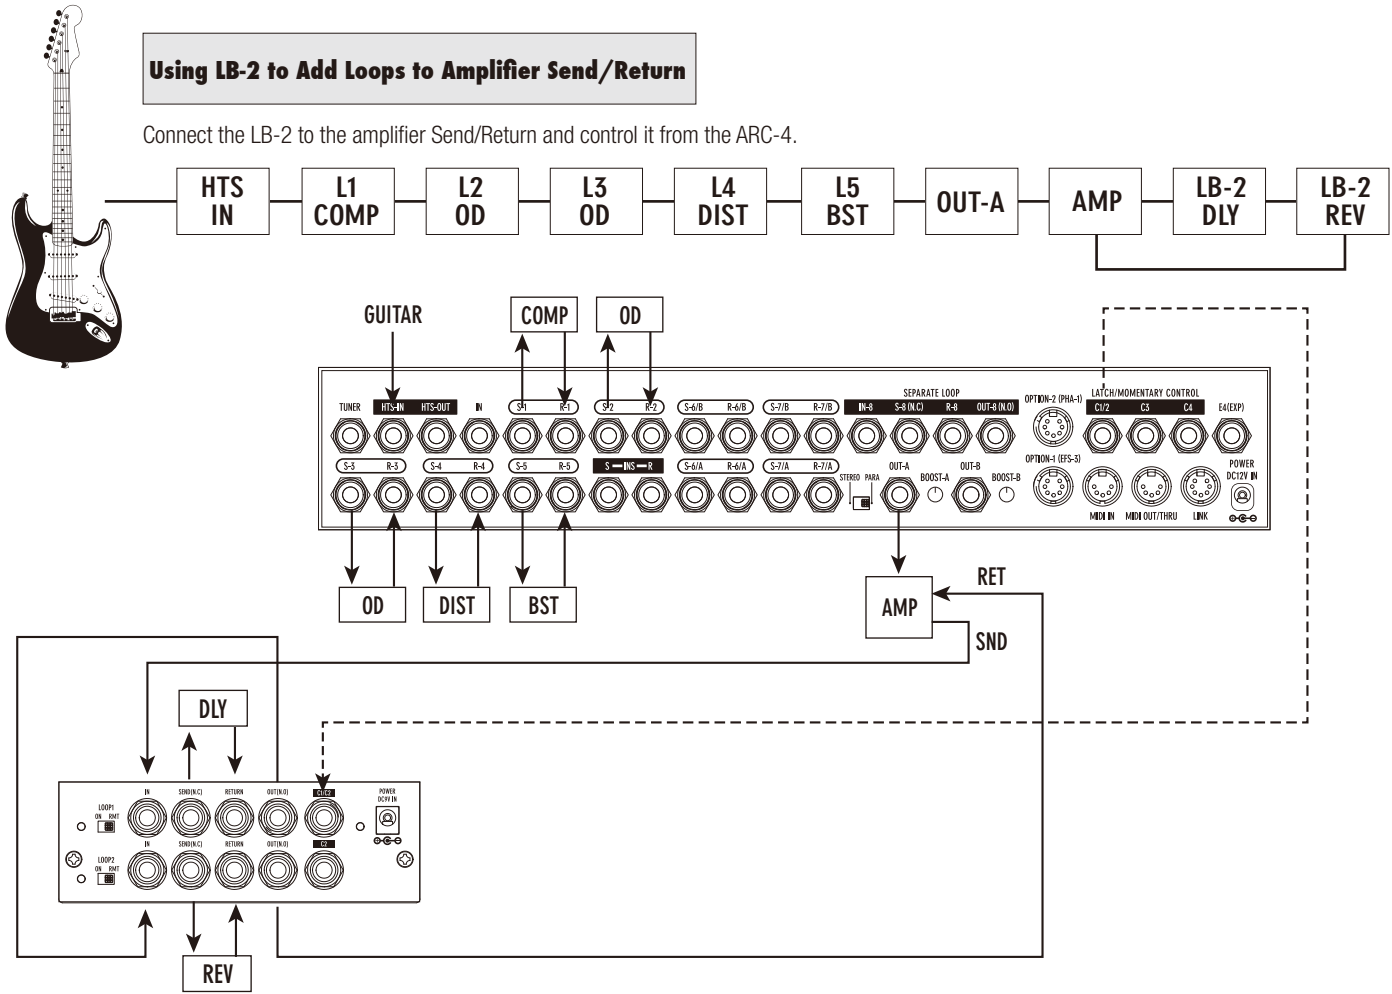 Using LB-2 to Add Loops to Amplifier Send/Return
Connect the LB-2 to the amplifier Send/Return and control it from the ARC-4.
HTS IN
L1 COMP
L2 OD
L3 OD
L4 DIST
L5 BST
OUT-A
AMP
LB-2 DLY
LB-2 REV
GUITAR
COMP
OD
SEPARATE LOOP
OPTION-2 (PHA-1)
LATCH/MOMENTARY CONTROL
TUNER
HTS-IN
HTS-OUT
IN
S-1
R-1
S-2
R-2
S-6/B
R-6/B
S-7/B
R-7/B
IN-8
S-8 (N.C)
R-8
OUT-8 (N.O)
C1/2
C3
C4
E4(EXP)
S-3
R-3
S-4
R-4
S-5
R-5
S INS R
S-6/A
R-6/A
S-7/A
R-7/A
STEREO PARA
OUT-A
BOOST-A
OUT-B
BOOST-B
OPTION-1 (EFS-3)
POWER
DC12V IN
MIDI IN
MIDI OUT/THRU
LINK
OD
DIST
BST
AMP
RET
SND
DLY
LOOP1
ON RMT
IN
SEND(N.C)
RETURN
OUT(N.O)
C1/C2
POWER
DC9V IN
LOOP2
ON RMT
IN
SEND(N.C)
RETURN
OUT(N.O)
C2
REV